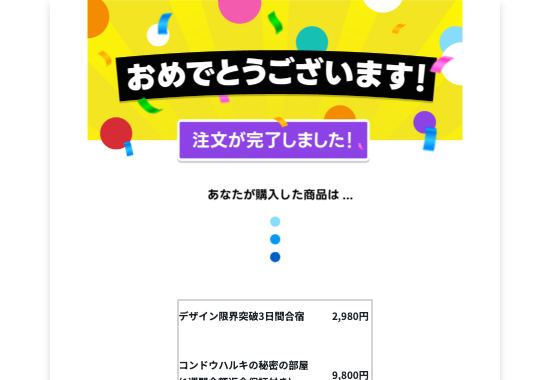 おめでとうございます!
注文が完了しました!
あなたが購入した商品は ...
デザイン限界突破3日間合宿 2,980円
コンドウハルキの秘密の部屋
9,800円